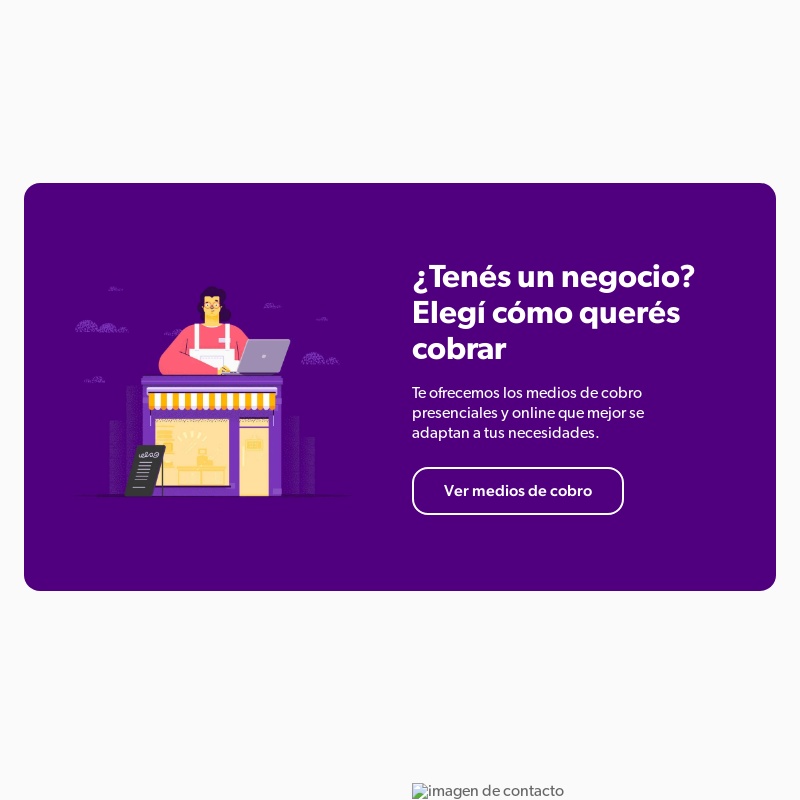 ¿Tenés un negocio?
Elegí cómo querés
cobrar
Te ofrecemos los medios de cobro
presenciales y online que mejor se
adaptan a tus necesidades.
Ver medios de cobro
imagen de contacto